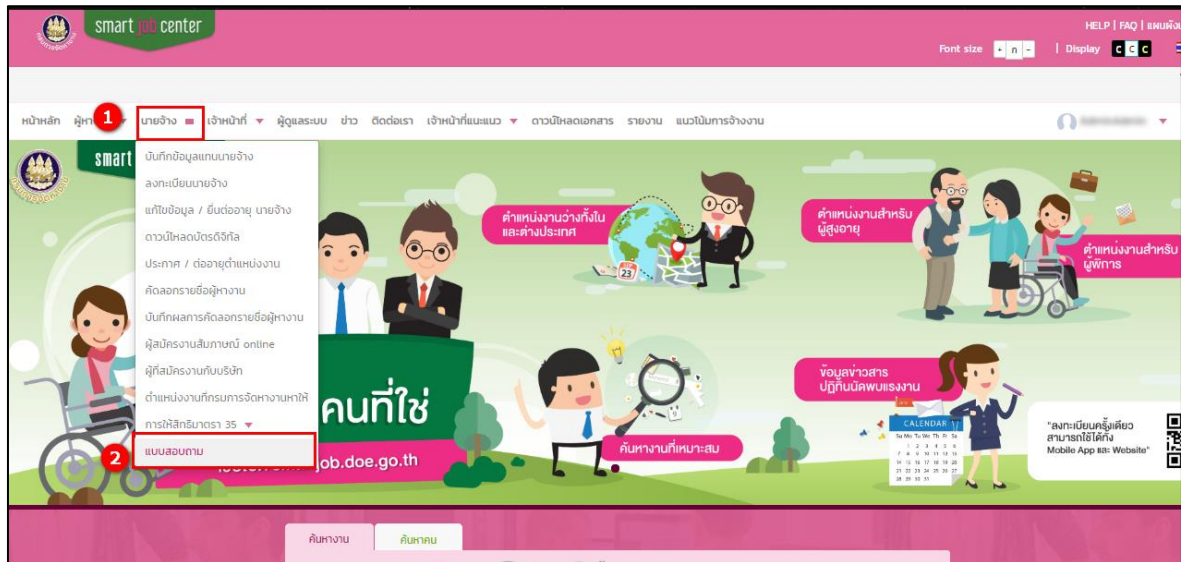 smart job center
HELP | FAQ |
Font size + ก - | Display C C C
หน้าหลัก 1 นายจ้าง เจ้าหน้าที่ ผู้ดูแลระบบ ข่าว ติดต่อเรา เจ้าหน้าที่แนะแนว ดาวน์โหลดเอกสาร รายงาน แนวโน้มการจ้างงาน
smart
บันทึกข้อมูลแทนนายจ้าง
ลงทะเบียนนายจ้าง
แก้ไขข้อมูล / ยื่นต่ออายุ นายจ้าง
ดาวน์โหลดบัตรดิจิทัล
ประกาศ / ต่ออายุตำแหน่งงาน
คัดลอกรายชื่อผู้หางาน
บันทึกผลการคัดลอกรายชื่อผู้หางาน
ผู้สมัครงานสัมภาษณ์ online
ผู้ที่สมัครงานกับบริษัท
ตำแหน่งงานที่กรมการจัดหางานหาให้
การให้สิทธิมาตรา 35
2 แบบสอบถาม
ตำแหน่งงานว่างทั้งใน
และต่างประเทศ
23
ตำแหน่งงานสำหรับ
ผู้สูงอายุ
ตำแหน่งงานสำหรับ
ผู้พิการ
คนที่ใช่
job.doe.go.th
ค้นหางานที่เหมาะสม
ข้อมูลข่าวสาร
ปฏิทินนัดพบแรงงาน
CALENDAR
"ลงทะเบียนครั้งเดียว
สามารถใช้ได้ทั้ง
Mobile App และ Website"
ค้นหางาน ค้นหาคน